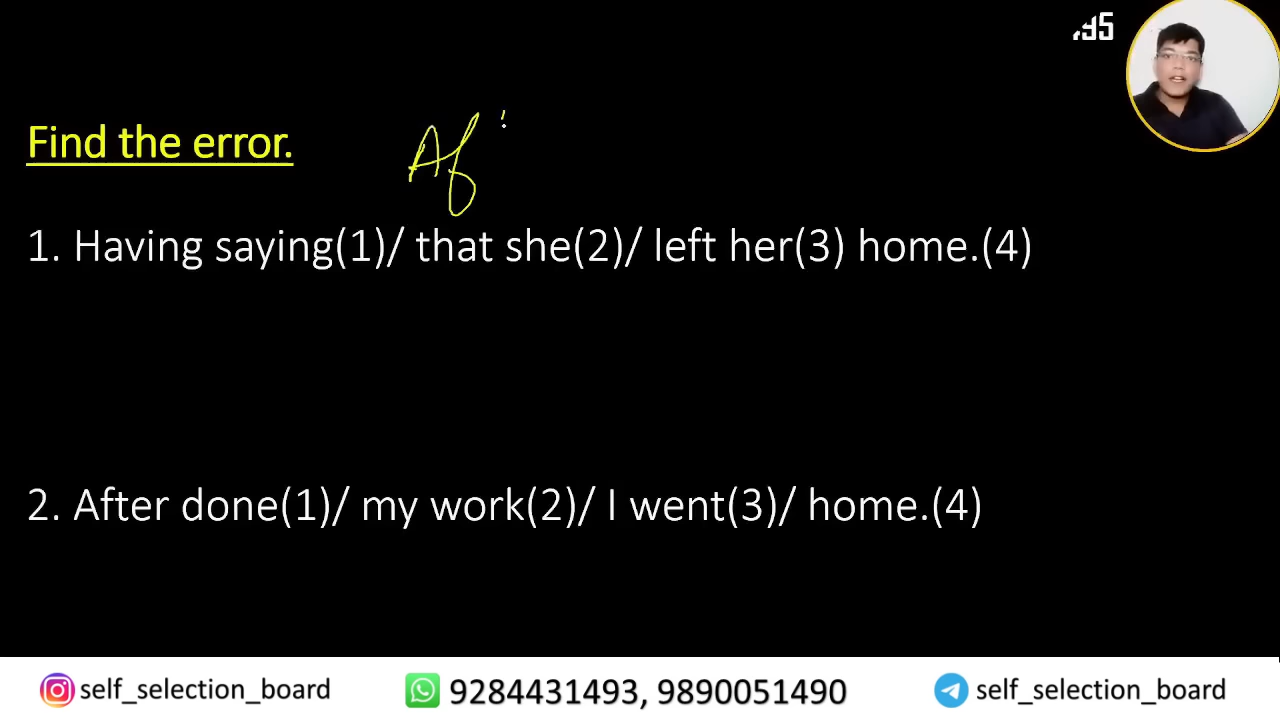 Find the error.
Af
1. Having saying(1)/ that she(2)/ left her(3) home.(4)
2. After done(1)/ my work(2)/ I went(3)/ home.(4)
self_selection_board
9284431493, 9890051490
self_selection_board